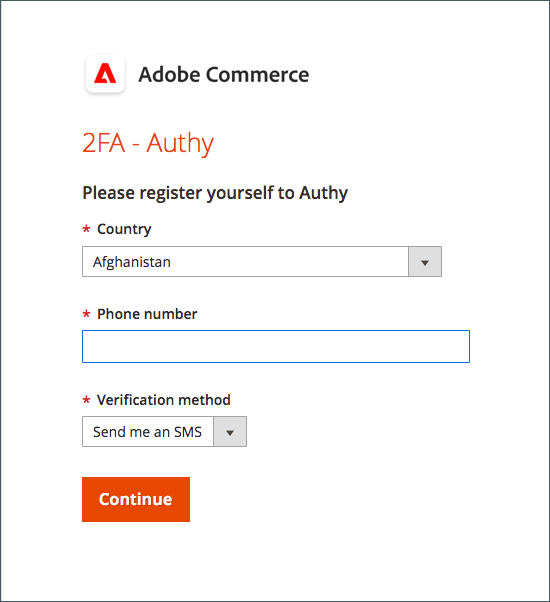 Adobe Commerce
2FA - Authy
Please register yourself to Authy
* Country
Afghanistan
* Phone number
* Verification method
Send me an SMS
Continue